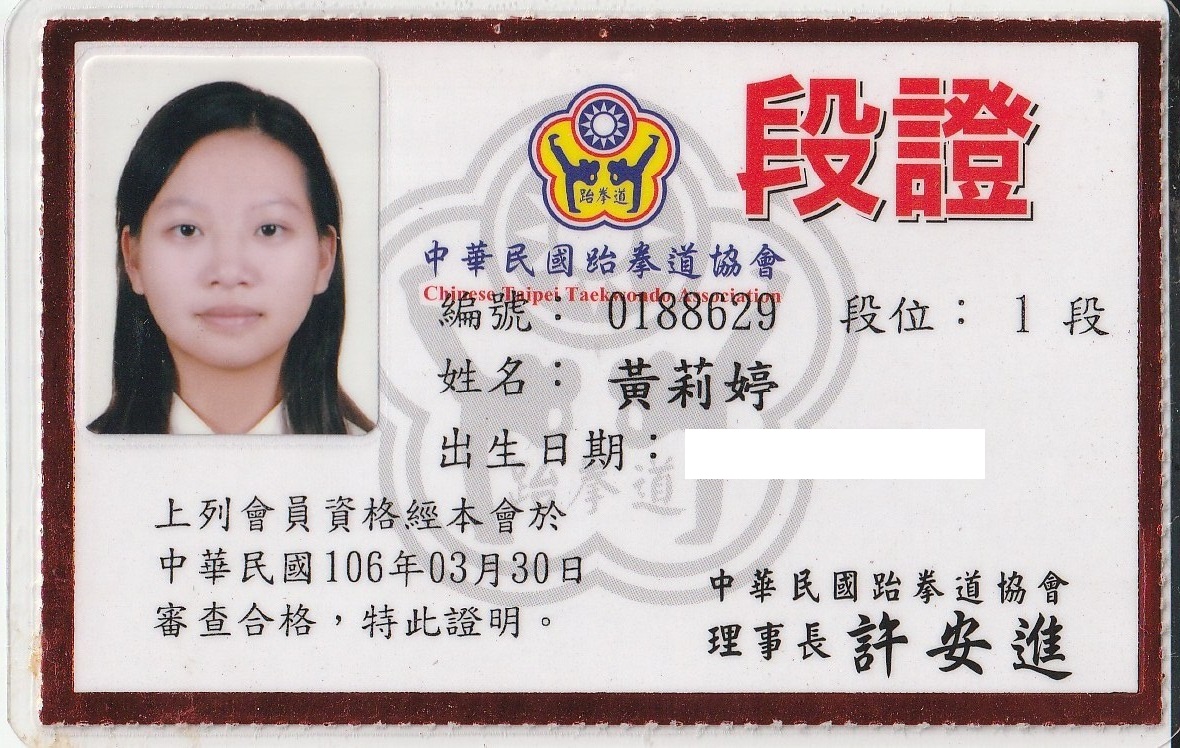 段證
跆拳道
中華民國跆拳道協會
Chinese Taipei Taekwondo Association
編號： 0188629 段位： 1 段
姓名： 黃莉婷
出生日期：
跆拳道
上列會員資格經本會於
中華民國106年03月30日
審查合格，特此證明。
中華民國跆拳道協會
理事長 許安進